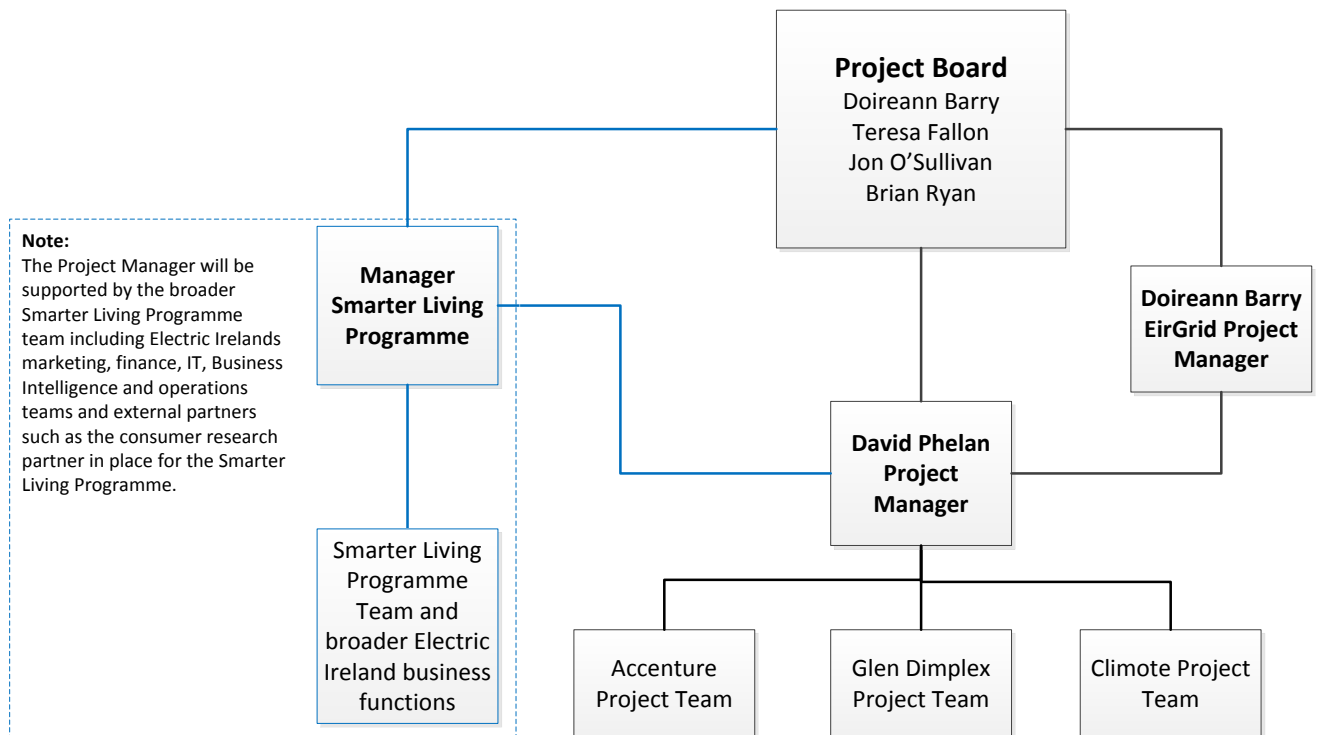 Project Board
Doireann Barry
Teresa Fallon
Jon O'Sullivan
Brian Ryan
Note:
The Project Manager will be
supported by the broader
Smarter Living Programme
team including Electric Irelands
marketing, finance, IT, Business
Intelligence and operations
teams and external partners
such as the consumer research
partner in place for the Smarter
Living Programme.
Manager
Smarter Living
Programme
Doireann Barry
EirGrid Project
Manager
David Phelan
Project
Manager
Smarter Living
Programme
Team and
broader Electric
Ireland business
functions
Accenture
Project Team
Glen Dimplex
Project Team
Climote Project
Team